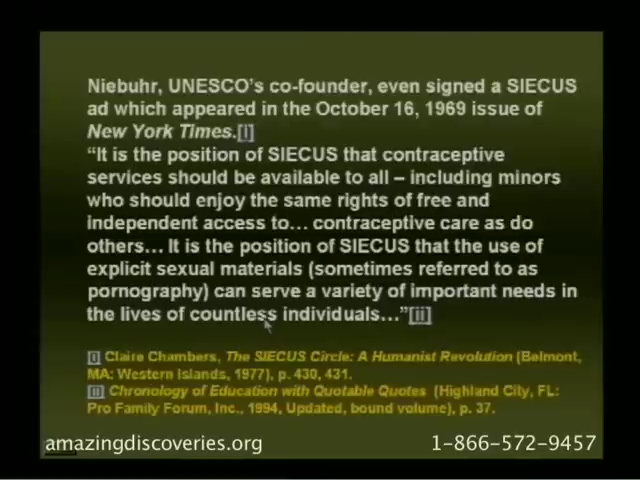 Niebuhr, UNESCO's co-founder, even signed a SIECUS
ad which appeared in the October 16, 1969 issue of
New York Times.[i]
“It is the position of SIECUS that contraceptive
services should be available to all – including minors
who should enjoy the same rights of free and
independent access to… contraceptive care as do
others… It is the position of SIECUS that the use of
explicit sexual materials (sometimes referred to as
pornography) can serve a variety of important needs in
the lives of countless individuals…”[ii]
[i] Claire Chambers, The SIECUS Circle: A Humanist Revolution (Belmont,
MA: Western Islands, 1977), p. 430, 431.
[ii] Chronology of Education with Quotable Quotes (Highland City, FL:
Pro Family Forum, Inc., 1994, Updated, bound volume), p. 37.
amazingdiscoveries.org 1-866-572-9457